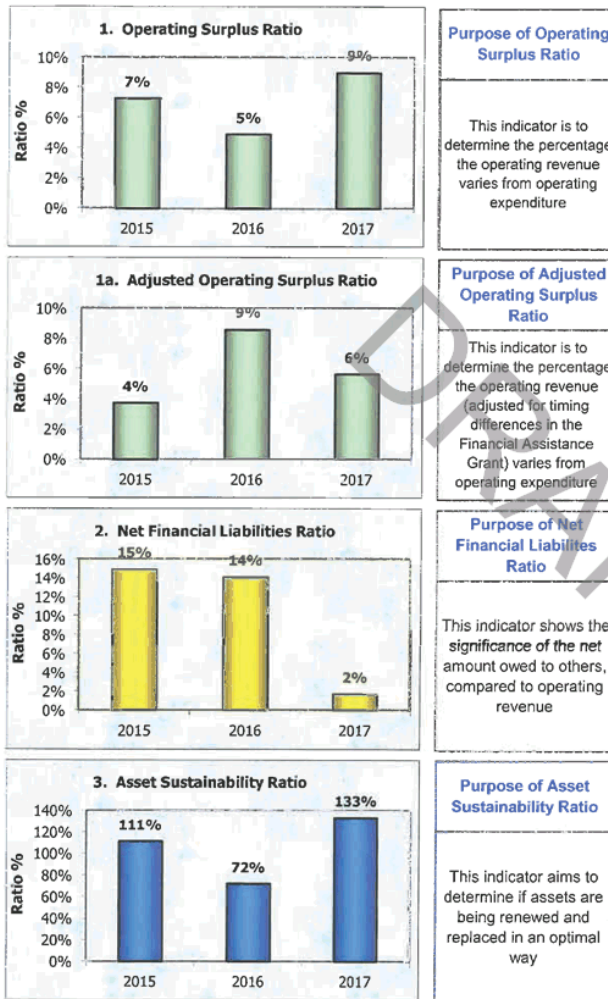 1. Operating Surplus Ratio
Ratio %
10%
8%
6%
4%
2%
0%
7%
5%
9%
2015
2016
2017
Purpose of Operating
Surplus Ratio
This indicator is to
determine the percentage
the operating revenue
varies from operating
expenditure
1a. Adjusted Operating Surplus Ratio
Ratio %
10%
8%
6%
4%
2%
0%
4%
9%
6%
2015
2016
2017
Purpose of Adjusted
Operating Surplus
Ratio
This indicator is to
determine the percentage
the operating revenue
(adjusted for timing
differences in the
Financial Assistance
Grant) varies from
operating expenditure
2. Net Financial Liabilities Ratio
Ratio %
16%
14%
12%
10%
8%
6%
4%
2%
0%
15%
14%
2%
2015
2016
2017
Purpose of Net
Financial Liabilites
Ratio
This indicator shows the
significance of the net
amount owed to others,
compared to operating
revenue
3. Asset Sustainability Ratio
Ratio %
140%
120%
100%
80%
60%
40%
20%
0%
111%
72%
133%
2015
2016
2017
Purpose of Asset
Sustainability Ratio
This indicator aims to
determine if assets are
being renewed and
replaced in an optimal
way